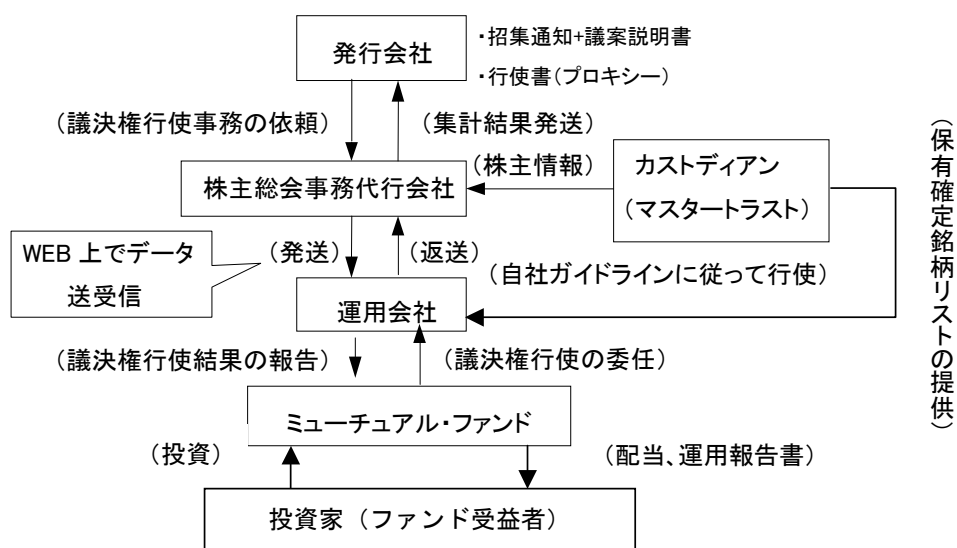 発行会社
・招集通知+議案説明書
・行使書(プロキシー)
(議決権行使事務の依頼)
(集計結果発送)
(株主情報)
カストディアン
(マスタートラスト)
株主総会事務代行会社
WEB 上でデータ
送受信
(発送)
(返送)
(自社ガイドラインに従って行使)
運用会社
(保有確定銘柄リストの提供)
(議決権行使結果の報告)
(議決権行使の委任)
ミューチュアル・ファンド
(投資)
(配当、運用報告書)
投資家(ファンド受益者)